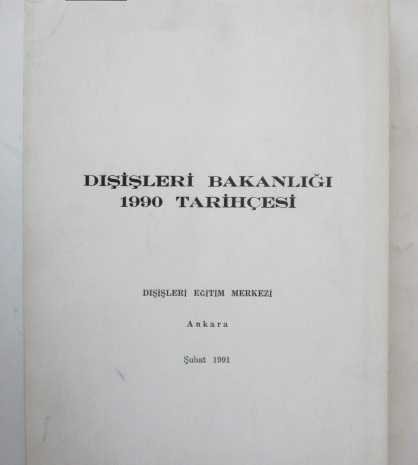 DIŞİŞLERİ BAKANLIĞI
1990 TARİHÇESİ
DIŞİŞLERİ EĞİTİM MERKEZİ
Ankara
Şubat 1991